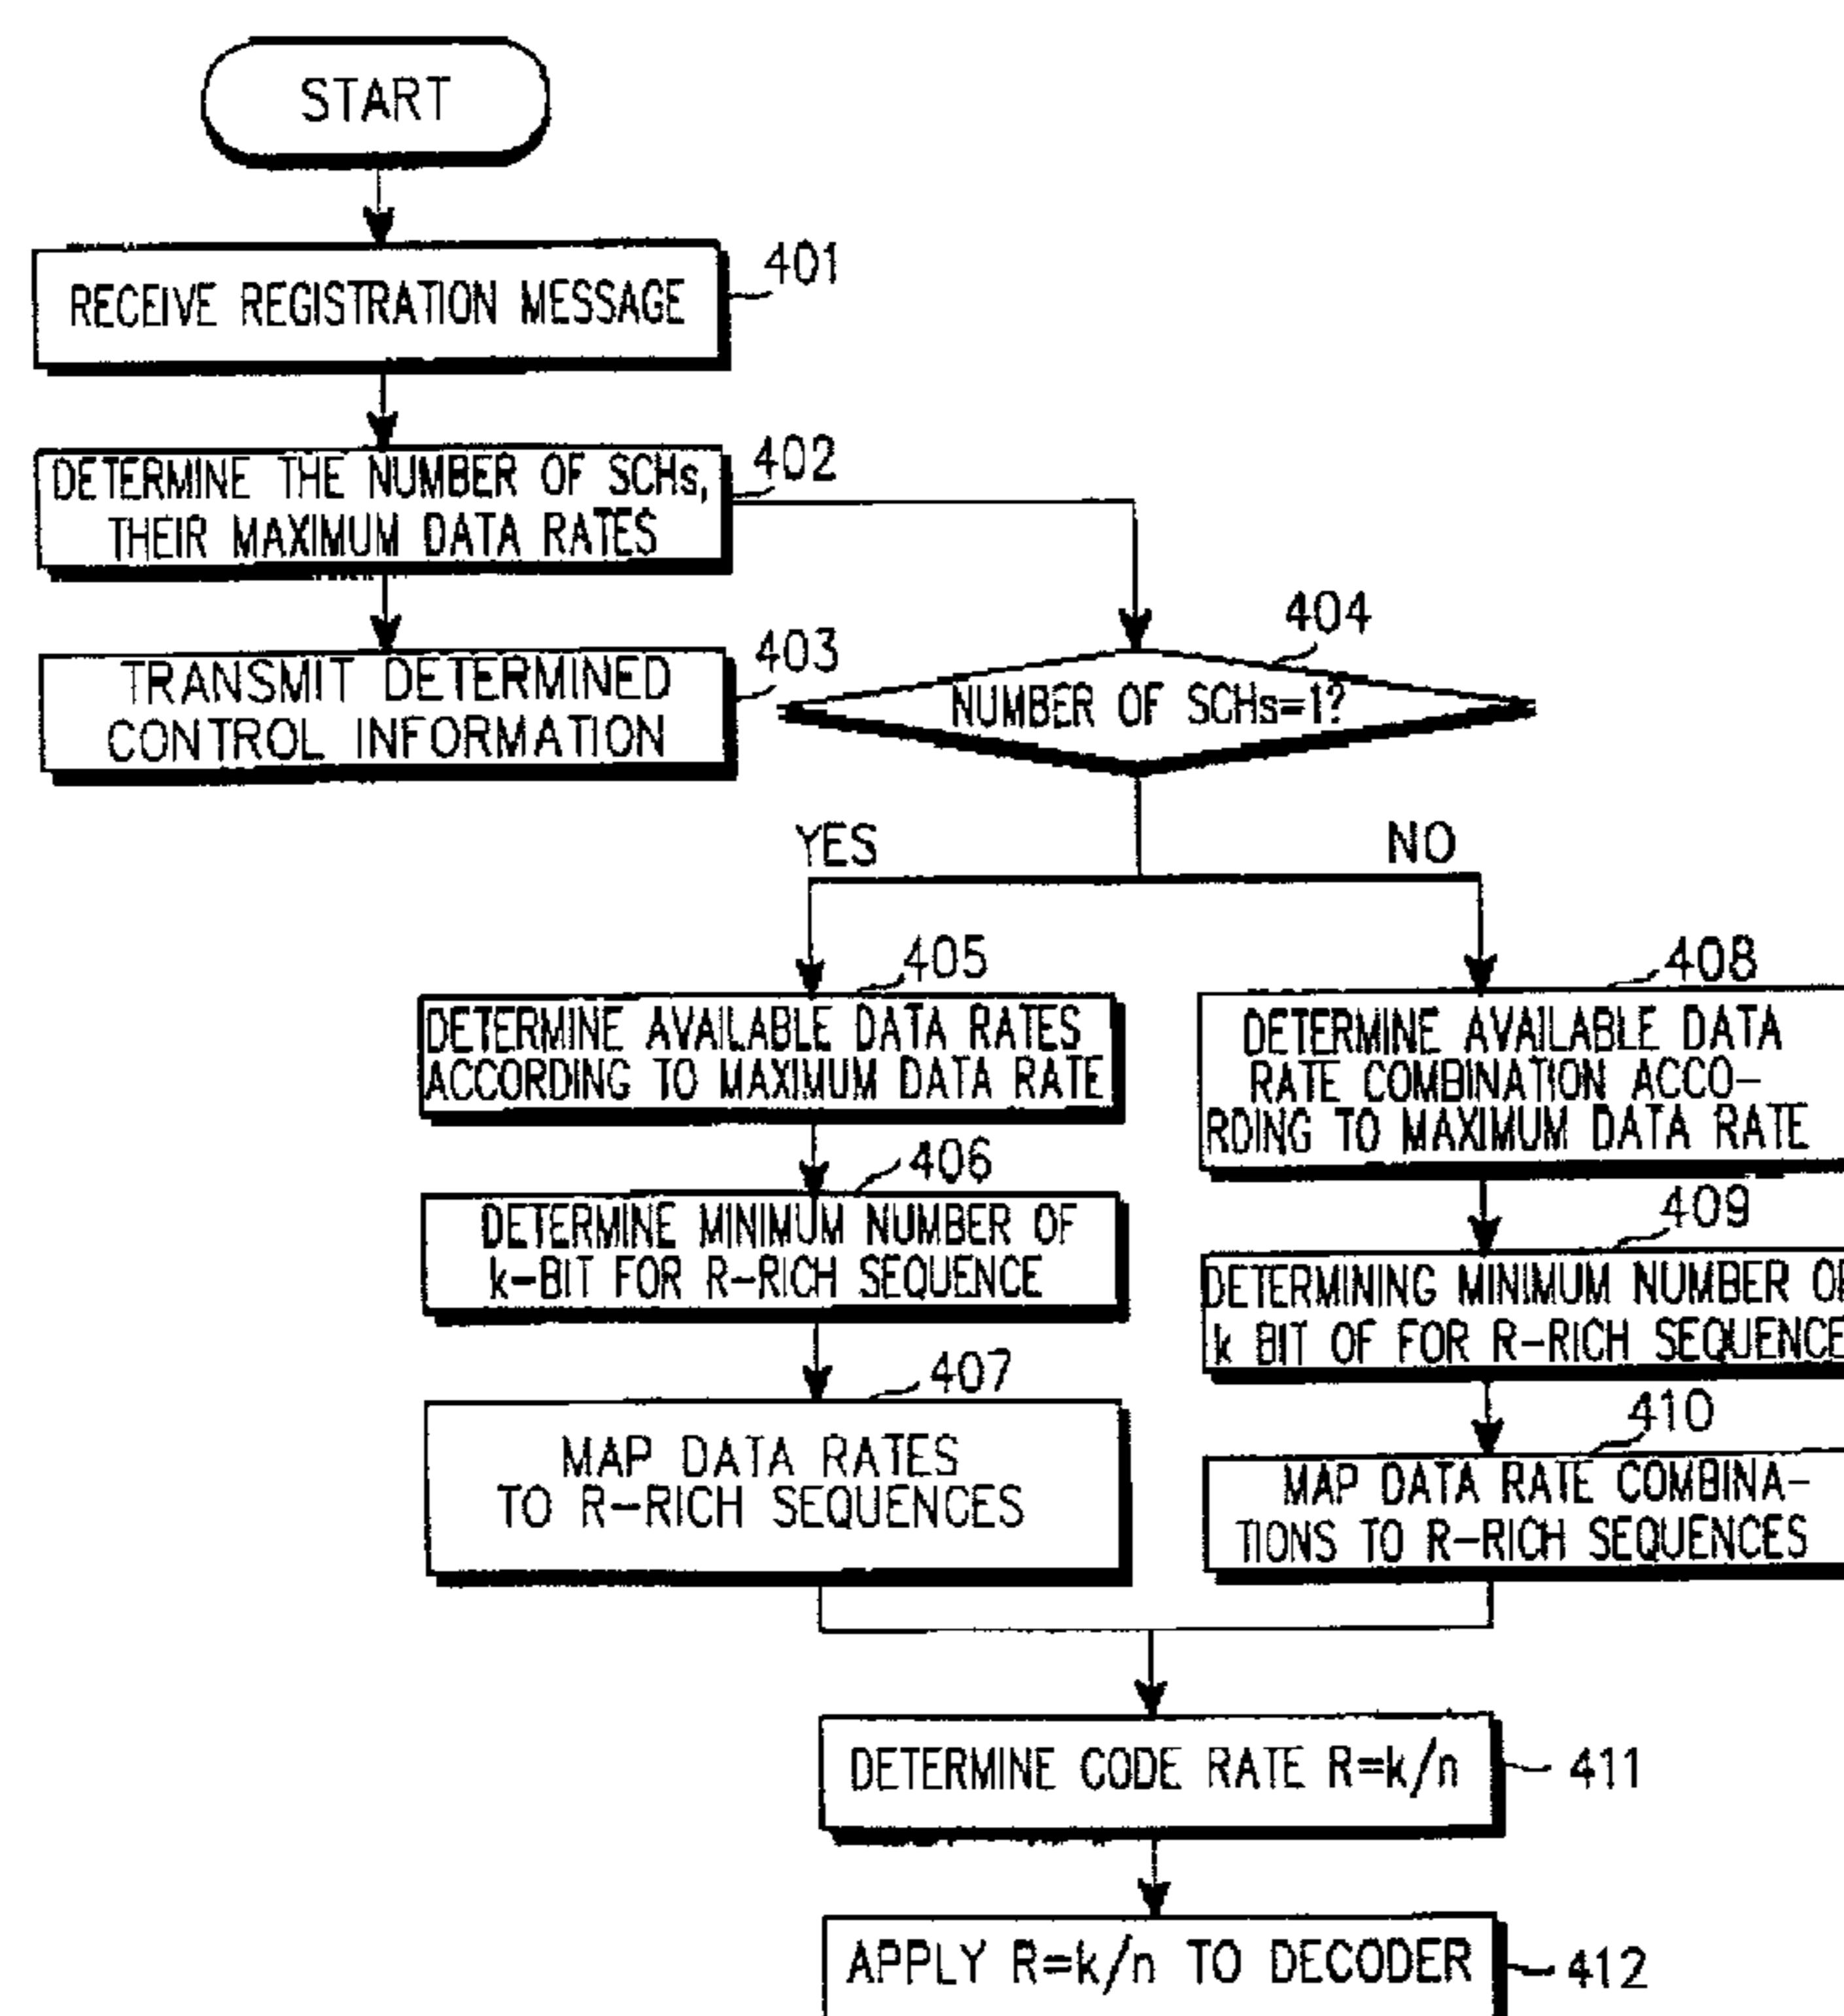 START
401
RECEIVE REGISTRATION MESSAGE
402
DETERMINE THE NUMBER OF SCHs,
THEIR MAXIMUM DATA RATES
403
TRANSMIT DETERMINED
CONTROL INFORMATION
404
NUMBER OF SCHs=1?
YES
NO
405
DETERMINE AVAILABLE DATA RATES
ACCORDING TO MAXIMUM DATA RATE
406
DETERMINE MINIMUM NUMBER OF
k-BIT FOR R-RICH SEQUENCE
407
MAP DATA RATES
TO R-RICH SEQUENCES
408
DETERMINE AVAILABLE DATA
RATE COMBINATION ACCO-
RDING TO MAXIMUM DATA RATE
409
DETERMINING MINIMUM NUMBER OF
k BIT OF FOR R-RICH SEQUENCE
410
MAP DATA RATE COMBINA-
TIONS TO R-RICH SEQUENCES
DETERMINE CODE RATE R=k/n
411
APPLY R=k/n TO DECODER
412